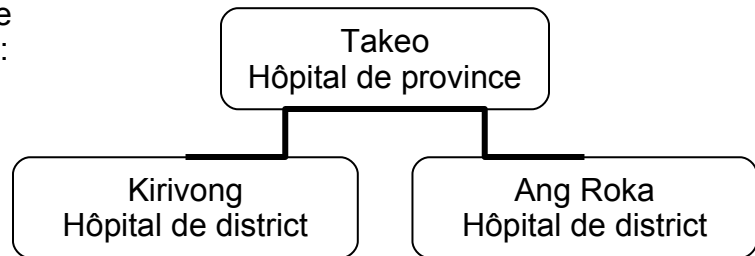 e
:
Takeo
Hôpital de province
Kirivong
Hôpital de district
Ang Roka
Hôpital de district